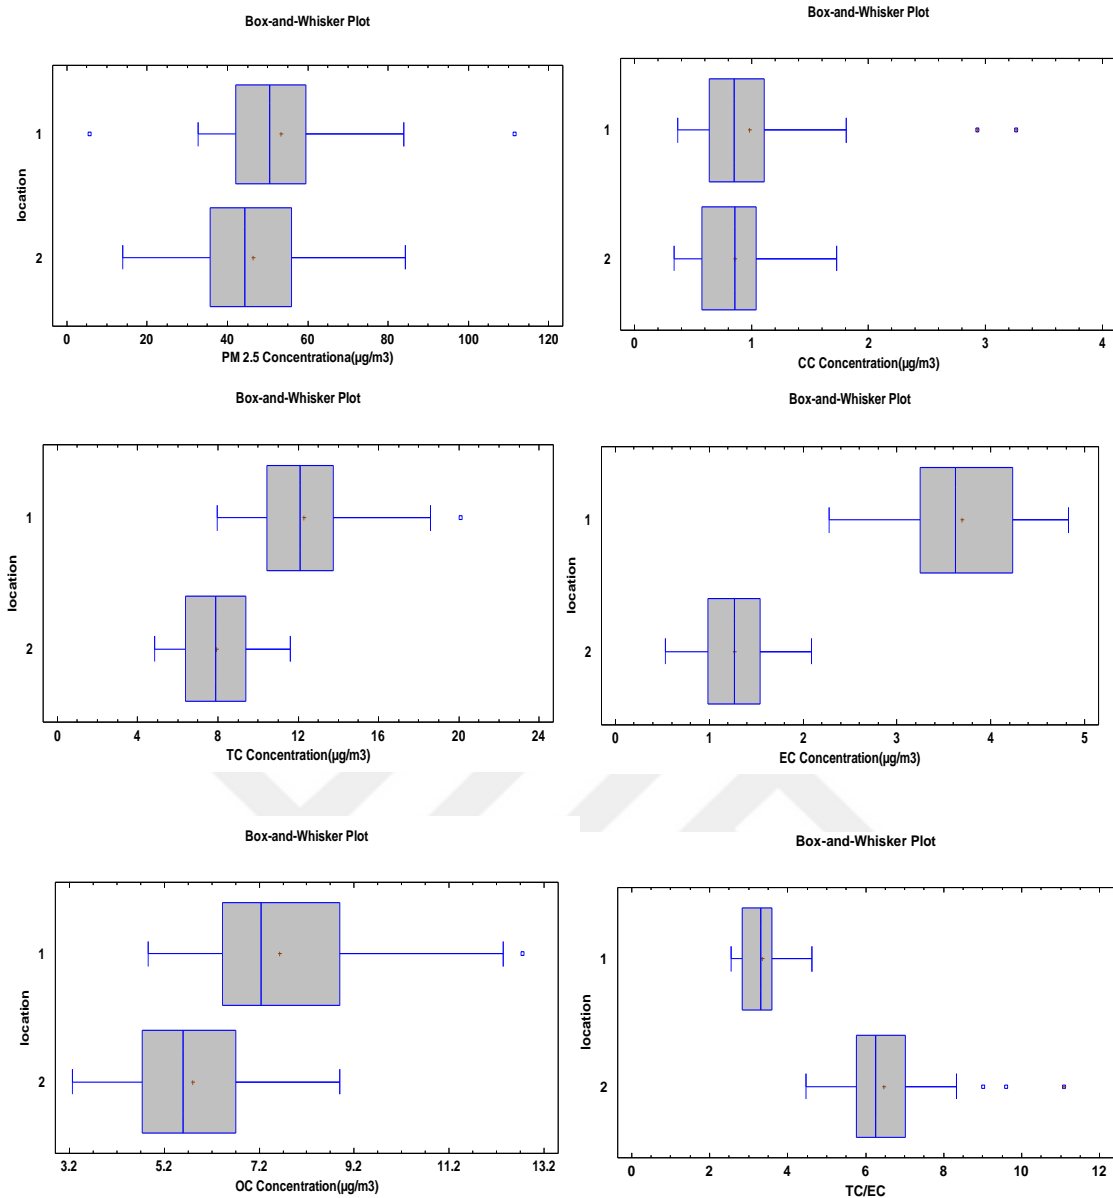 Box-and-Whisker Plot
1
2
location
0 20 40 60 80 100 120
PM 2.5 Concentrationa(µg/m3)
Box-and-Whisker Plot
1
2
location
0 1 2 3 4
CC Concentration(µg/m3)
Box-and-Whisker Plot
1
2
location
0 4 8 12 16 20 24
TC Concentration(µg/m3)
Box-and-Whisker Plot
1
2
location
0 1 2 3 4 5
EC Concentration(µg/m3)
Box-and-Whisker Plot
1
2
location
3.2 5.2 7.2 9.2 11.2 13.2
OC Concentration(µg/m3)
Box-and-Whisker Plot
1
2
location
0 2 4 6 8 10 12
TC/EC